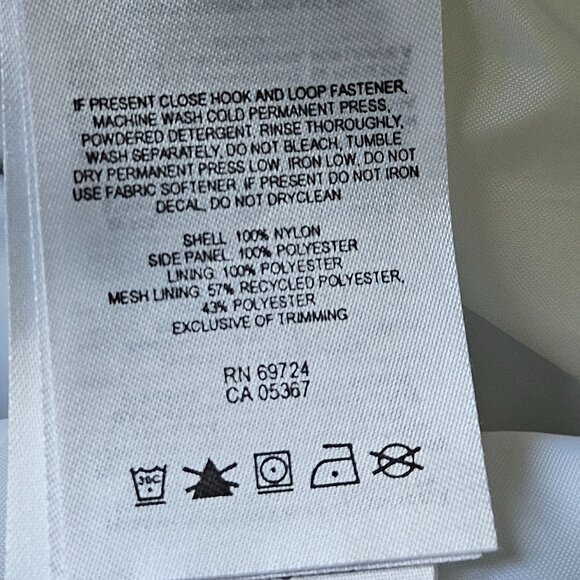 IF PRESENT CLOSE HOOK AND LOOP FASTENER,
MACHINE WASH COLD PERMANENT PRESS,
POWDERED DETERGENT, RINSE THOROUGHLY,
WASH SEPARATELY, DO NOT BLEACH, TUMBLE
DRY PERMANENT PRESS LOW, IRON LOW, DO NOT
USE FABRIC SOFTENER, IF PRESENT DO NOT IRON
DECAL, DO NOT DRYCLEAN
SHELL 100% NYLON
SIDE PANEL: 100% POLYESTER
LINING: 100% POLYESTER
MESH LINING: 57% RECYCLED POLYESTER,
43% POLYESTER
EXCLUSIVE OF TRIMMING
RN 69724
CA 05367
30C